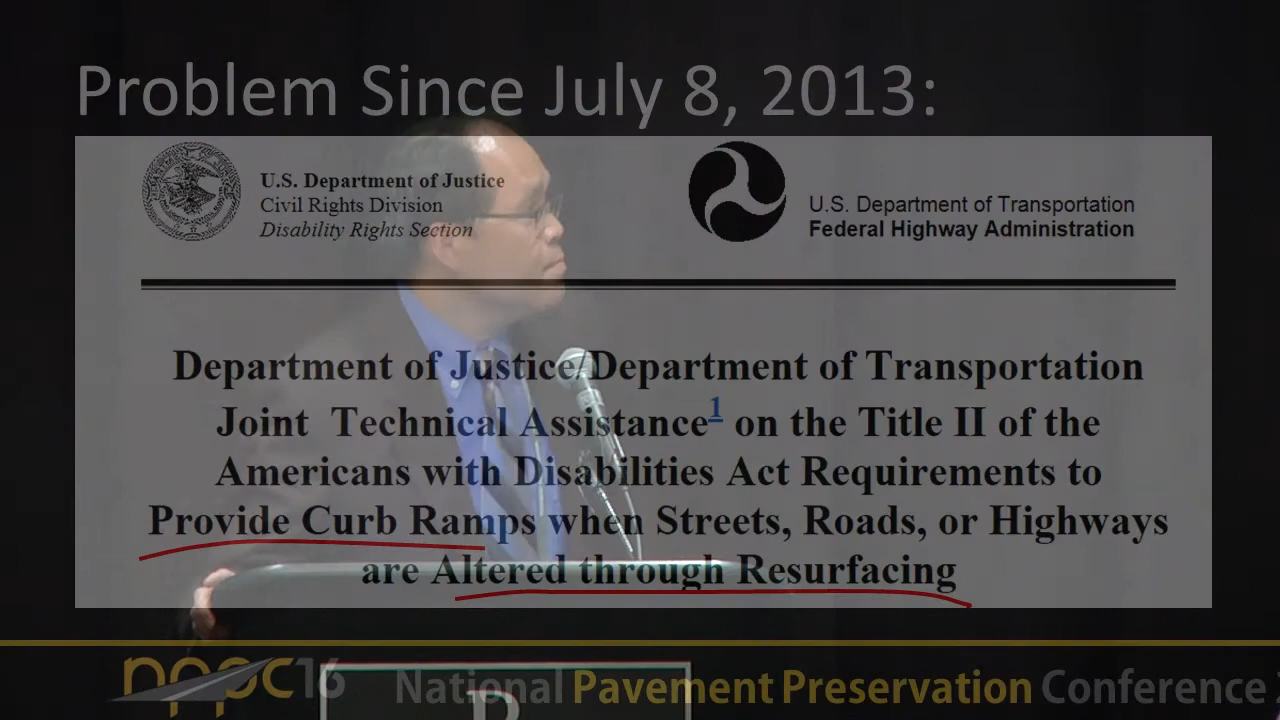 Problem Since July 8, 2013:
U.S. Department of Justice
Civil Rights Division
Disability Rights Section
U.S. Department of Transportation
Federal Highway Administration
Department of Justice/Department of Transportation
Joint Technical Assistance1 on the Title II of the
Americans with Disabilities Act Requirements to
Provide Curb Ramps when Streets, Roads, or Highways
are Altered through Resurfacing
nppc16 National Pavement Preservation Conference